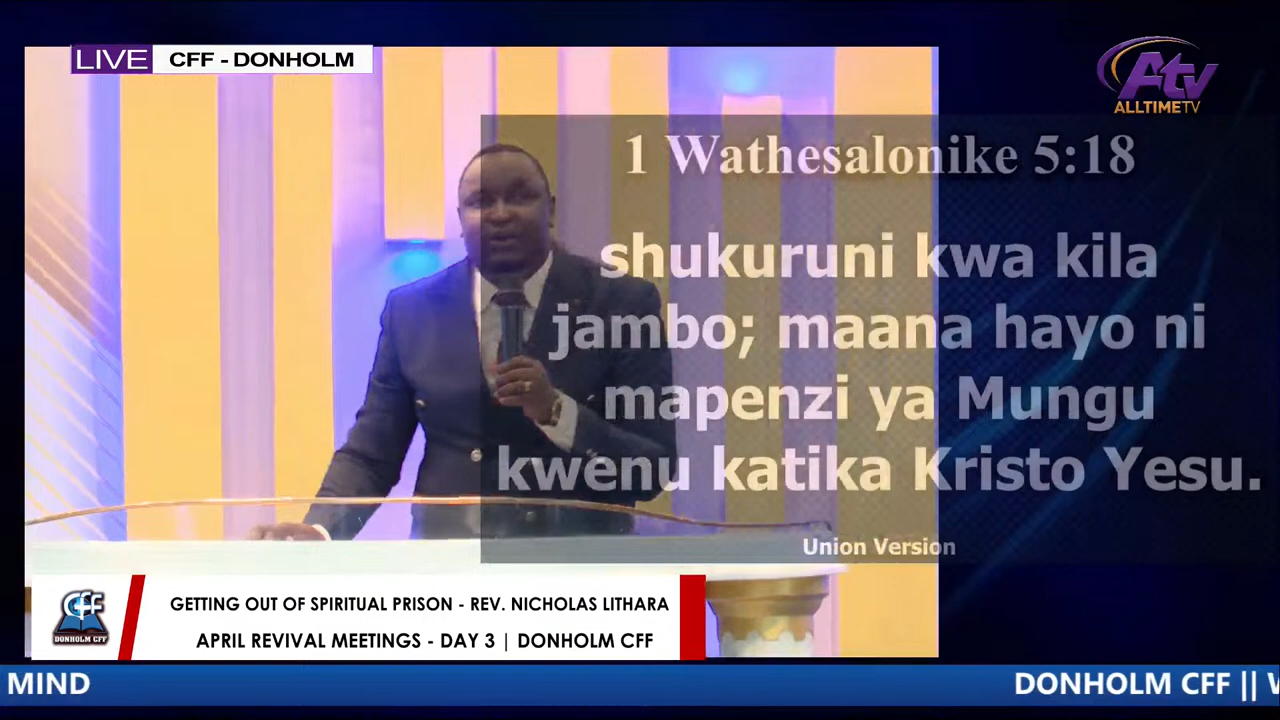 LIVE CFF - DONHOLM
Atv
ALLTIMETV
1 Wathesalonike 5:18
shukuruni kwa kila
jambo; maana hayo ni
mapenzi ya Mungu
kwenu katika Kristo Yesu.
Union Version
CFF
DONHOLM CFF
GETTING OUT OF SPIRITUAL PRISON - REV. NICHOLAS LITHARA
APRIL REVIVAL MEETINGS - DAY 3 | DONHOLM CFF
MIND DONHOLM CFF ||